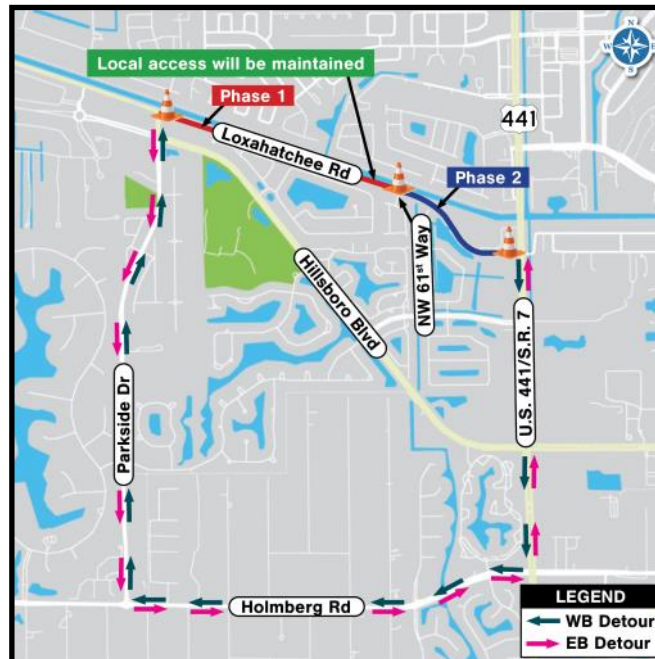 N
W E
S
Local access will be maintained
Phase 1
441
Loxahatchee Rd
Phase 2
NW 61st Way
Hillsboro Blvd
U.S. 441/S.R. 7
Parkside Dr
Holmberg Rd
LEGEND
WB Detour
EB Detour